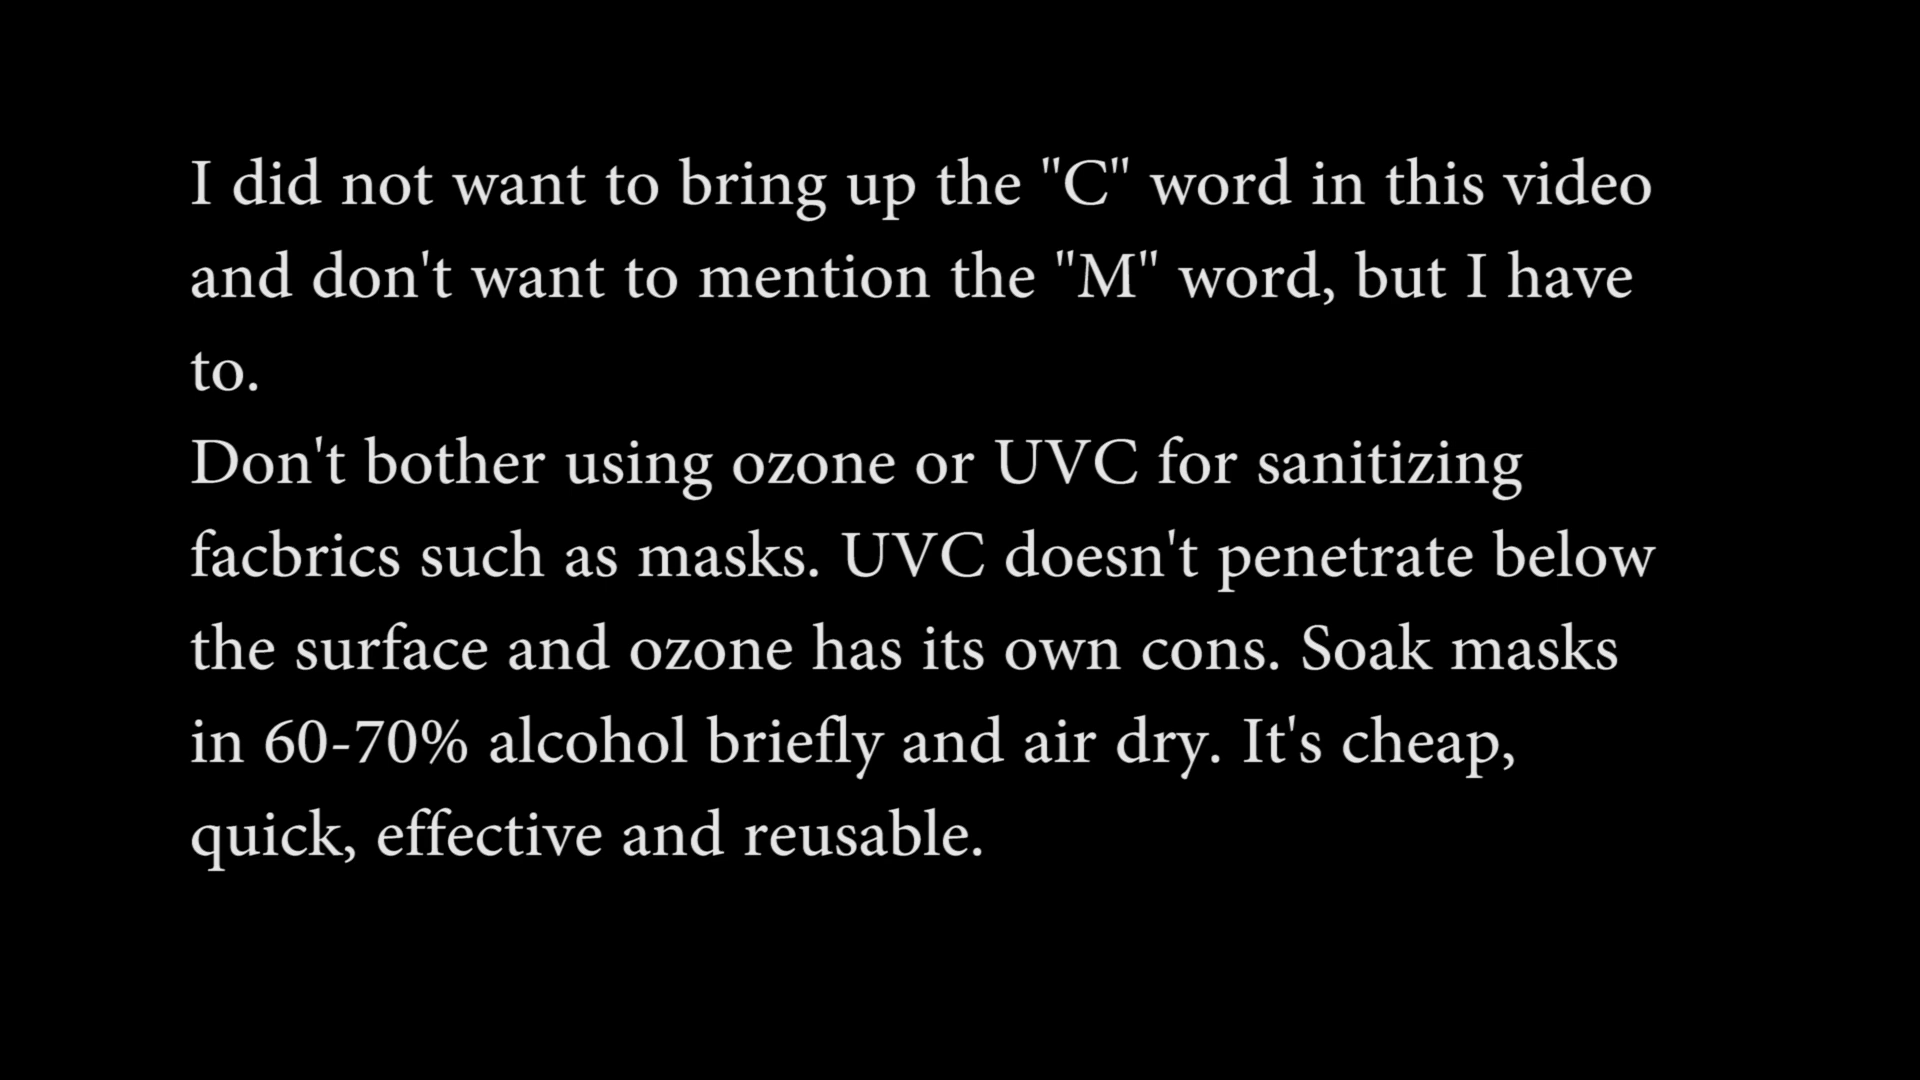 I did not want to bring up the "C" word in this video
and don't want to mention the "M" word, but I have
to.
Don't bother using ozone or UVC for sanitizing
facbrics such as masks. UVC doesn't penetrate below
the surface and ozone has its own cons. Soak masks
in 60-70% alcohol briefly and air dry. It's cheap,
quick, effective and reusable.